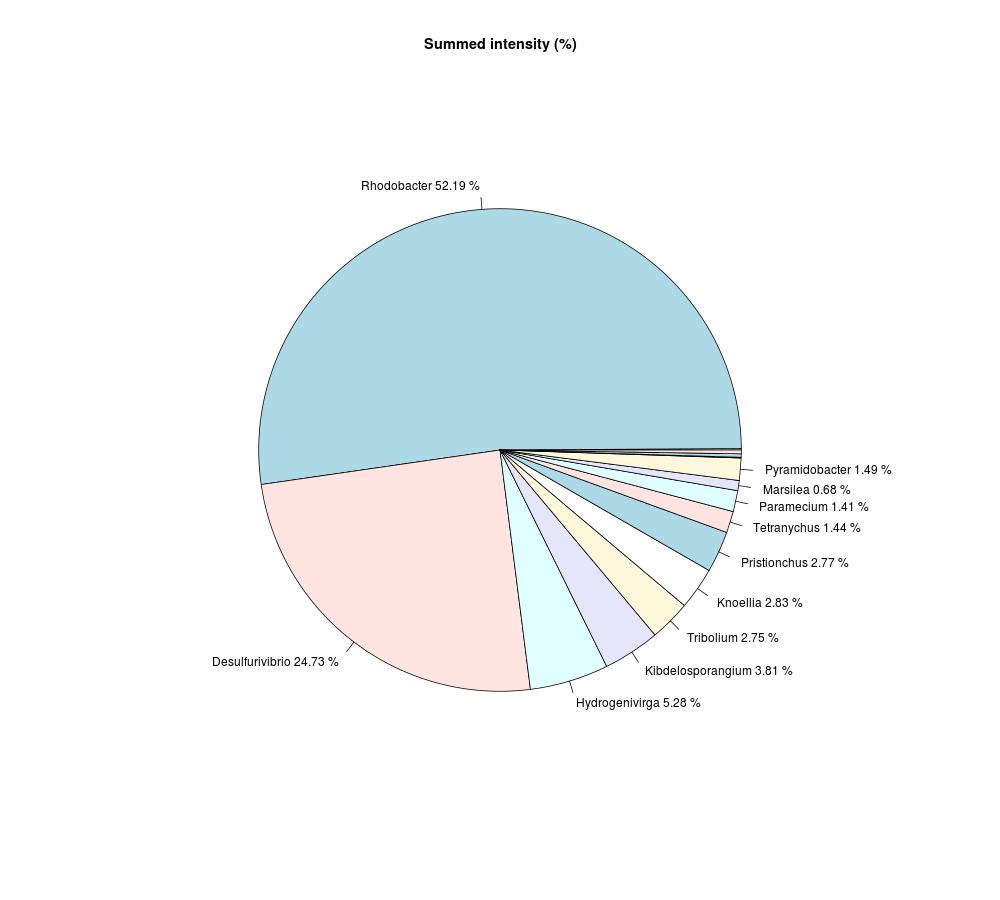 Summed intensity (%)
Rhodobacter 52.19 %
Pyramidobacter 1.49 %
Marsilea 0.68 %
Paramecium 1.41 %
Tetranychus 1.44 %
Pristionchus 2.77 %
Knoellia 2.83 %
Tribolium 2.75 %
Desulfurivibrio 24.73 %
Kibdelosporangium 3.81 %
Hydrogenivirga 5.28 %